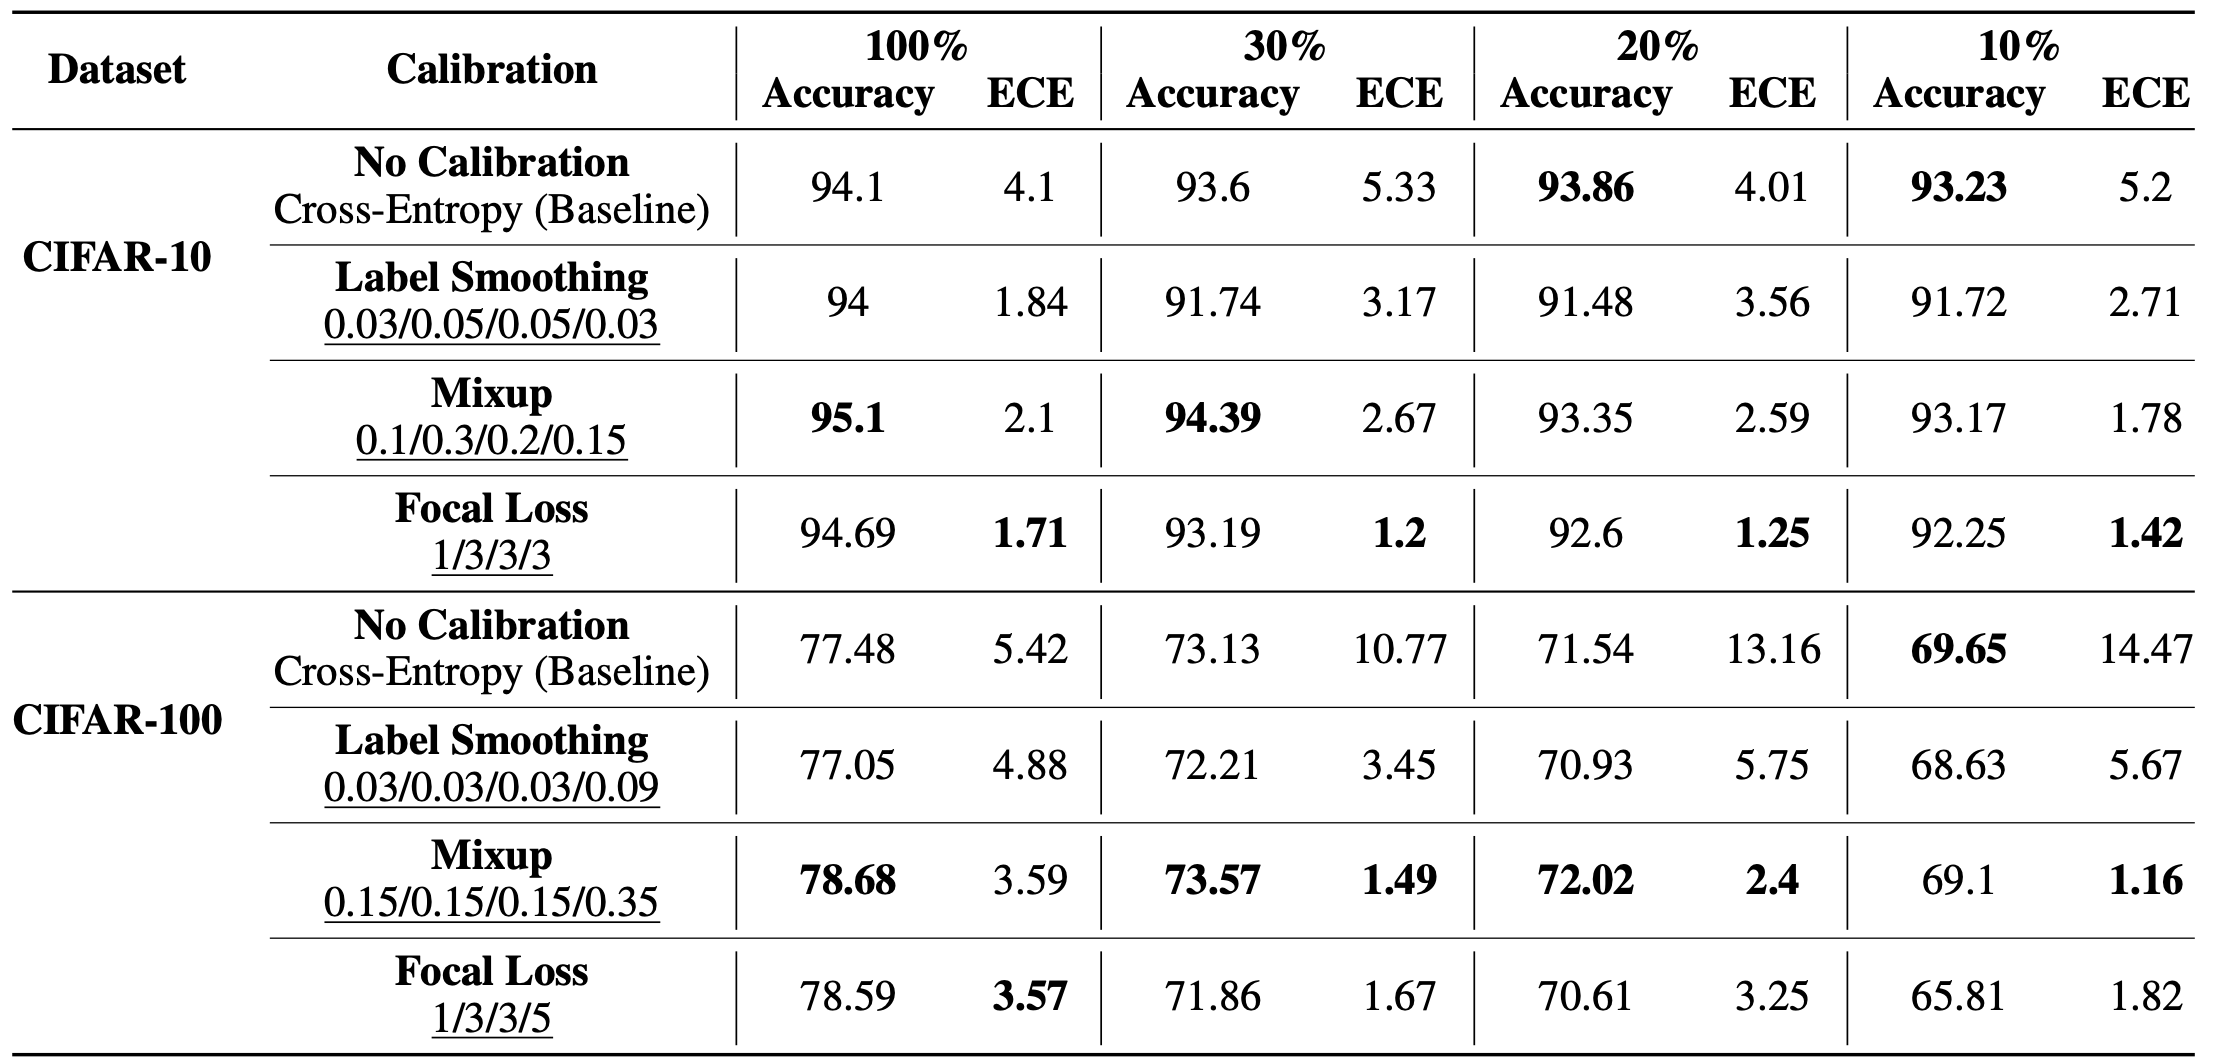 Dataset Calibration 100% 30% 20% 10%
Accuracy ECE Accuracy ECE Accuracy ECE Accuracy ECE
CIFAR-10
No Calibration
Cross-Entropy (Baseline) 94.1 4.1 93.6 5.33 93.86 4.01 93.23 5.2
Label Smoothing
0.03/0.05/0.05/0.03 94 1.84 91.74 3.17 91.48 3.56 91.72 2.71
Mixup
0.1/0.3/0.2/0.15 95.1 2.1 94.39 2.67 93.35 2.59 93.17 1.78
Focal Loss
1/3/3/3 94.69 1.71 93.19 1.2 92.6 1.25 92.25 1.42
CIFAR-100
No Calibration
Cross-Entropy (Baseline) 77.48 5.42 73.13 10.77 71.54 13.16 69.65 14.47
Label Smoothing
0.03/0.03/0.03/0.09 77.05 4.88 72.21 3.45 70.93 5.75 68.63 5.67
Mixup
0.15/0.15/0.15/0.35 78.68 3.59 73.57 1.49 72.02 2.4 69.1 1.16
Focal Loss
1/3/3/5 78.59 3.57 71.86 1.67 70.61 3.25 65.81 1.82